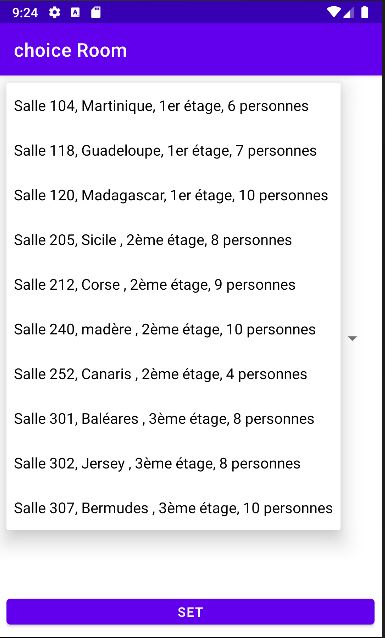 9:24
choice Room
Salle 104, Martinique, 1er étage, 6 personnes
Salle 118, Guadeloupe, 1er étage, 7 personnes
Salle 120, Madagascar, 1er étage, 10 personnes
Salle 205, Sicile , 2ème étage, 8 personnes
Salle 212, Corse , 2ème étage, 9 personnes
Salle 240, madère , 2ème étage, 10 personnes
Salle 252, Canaris , 2ème étage, 4 personnes
Salle 301, Baléares , 3ème étage, 8 personnes
Salle 302, Jersey , 3ème étage, 8 personnes
Salle 307, Bermudes , 3ème étage, 10 personnes
SET